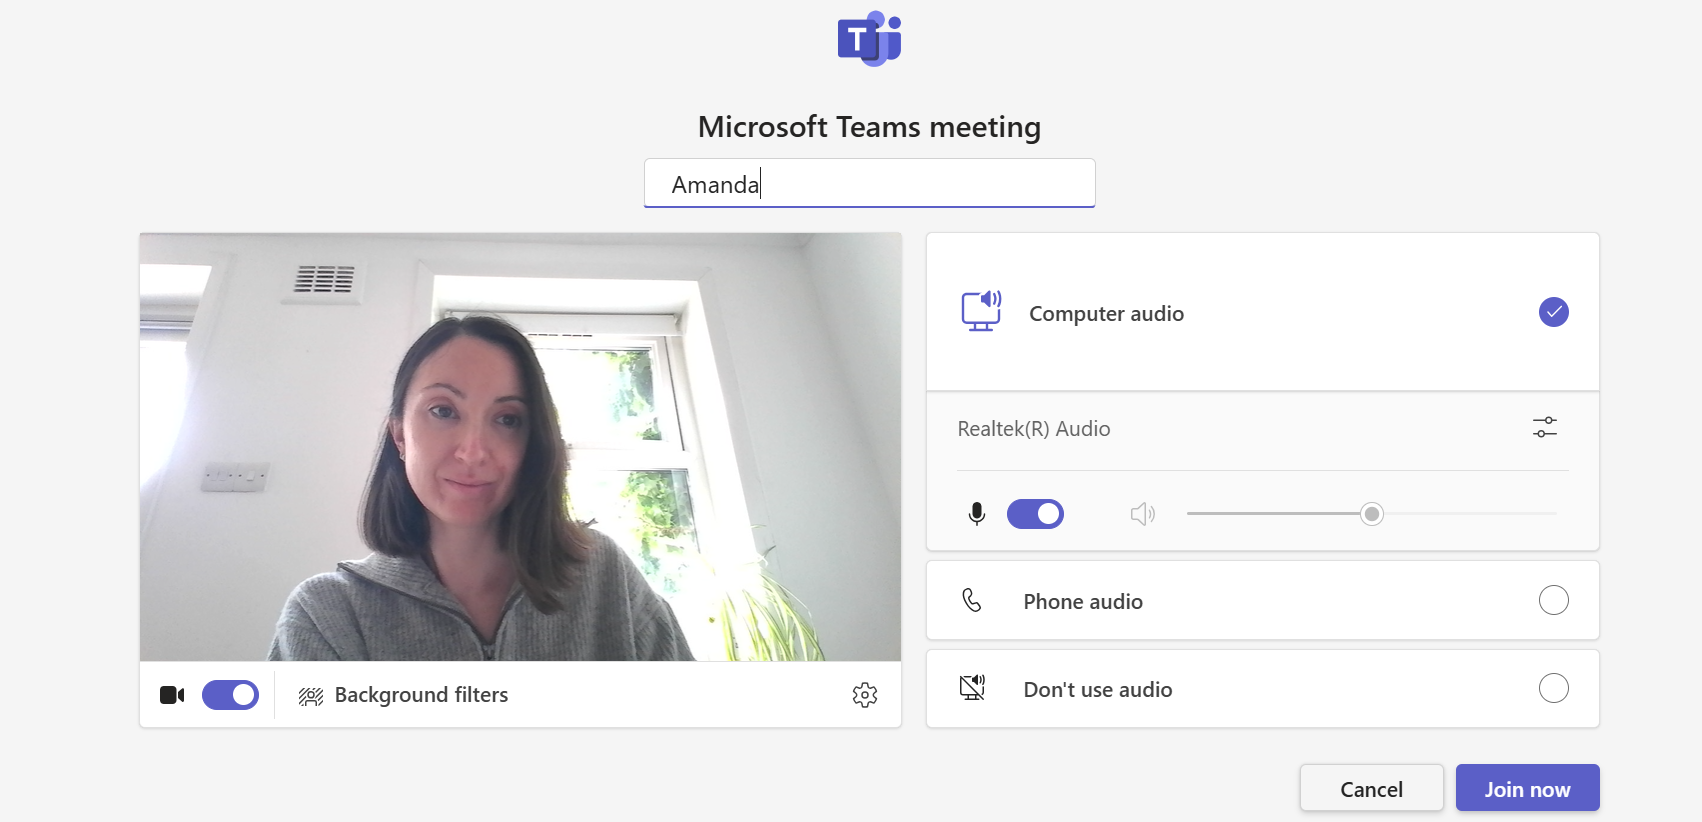 T
Microsoft Teams meeting
Amanda
Computer audio
Realtek(R) Audio
Phone audio
Don't use audio
Background filters
Cancel
Join now